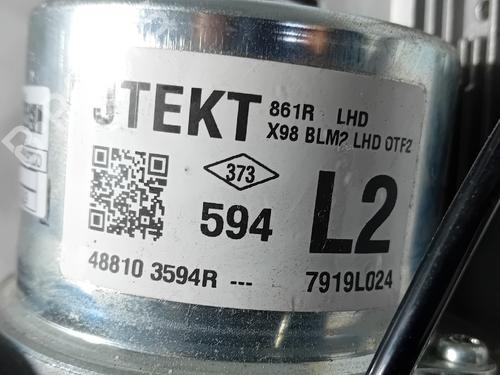 JTEKT 861R LHD
X98 BLM2 LHD OTF2
373
594 L2
48810 3594R --- 7919L024